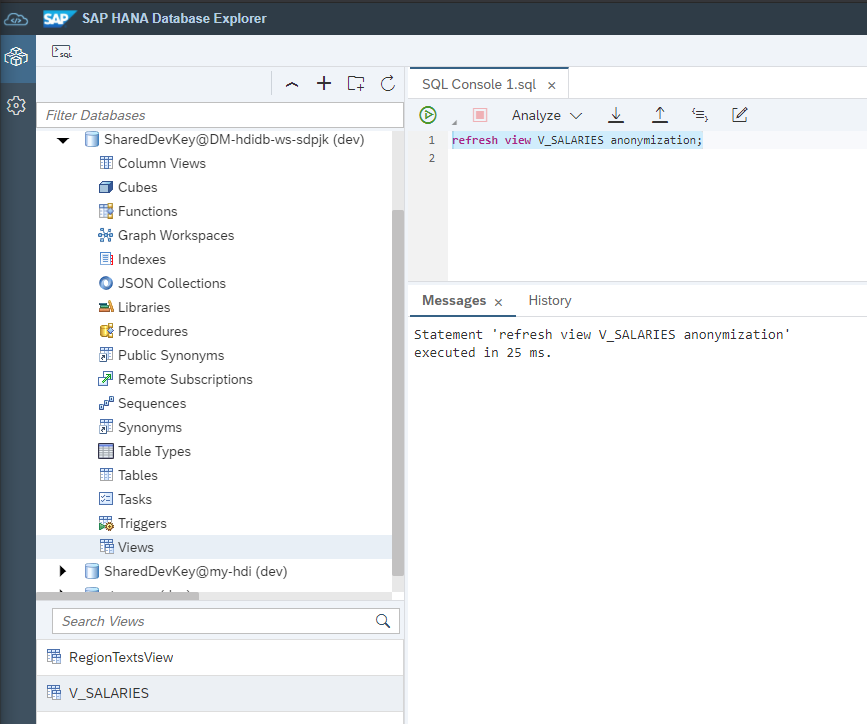 SAP SAP HANA Database Explorer
SQL
Filter Databases
SharedDevKey@DM-hdidb-ws-sdpjk (dev)
Column Views
Cubes
Functions
Graph Workspaces
Indexes
JSON Collections
Libraries
Procedures
Public Synonyms
Remote Subscriptions
Sequences
Synonyms
Table Types
Tables
Tasks
Triggers
Views
SharedDevKey@my-hdi (dev)
Search Views
RegionTextsView
V_SALARIES
SQL Console 1.sql
Analyze
1 refresh view V_SALARIES anonymization;
2
Messages History
Statement 'refresh view V_SALARIES anonymization'
executed in 25 ms.